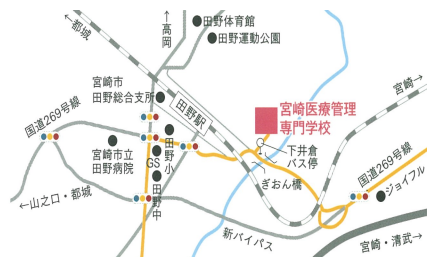 ←都城
←高岡
田野体育館
田野運動公園
宮崎市
田野総合支所
田野駅
宮崎医療管理
専門学校
宮崎→
国道269号線
宮崎市立
田野病院
GS
田野小
田野中
下井倉
バス停
ぎおん橋
国道269号線
ジョイフル
←山之口・都城
新バイパス
宮崎・清武→